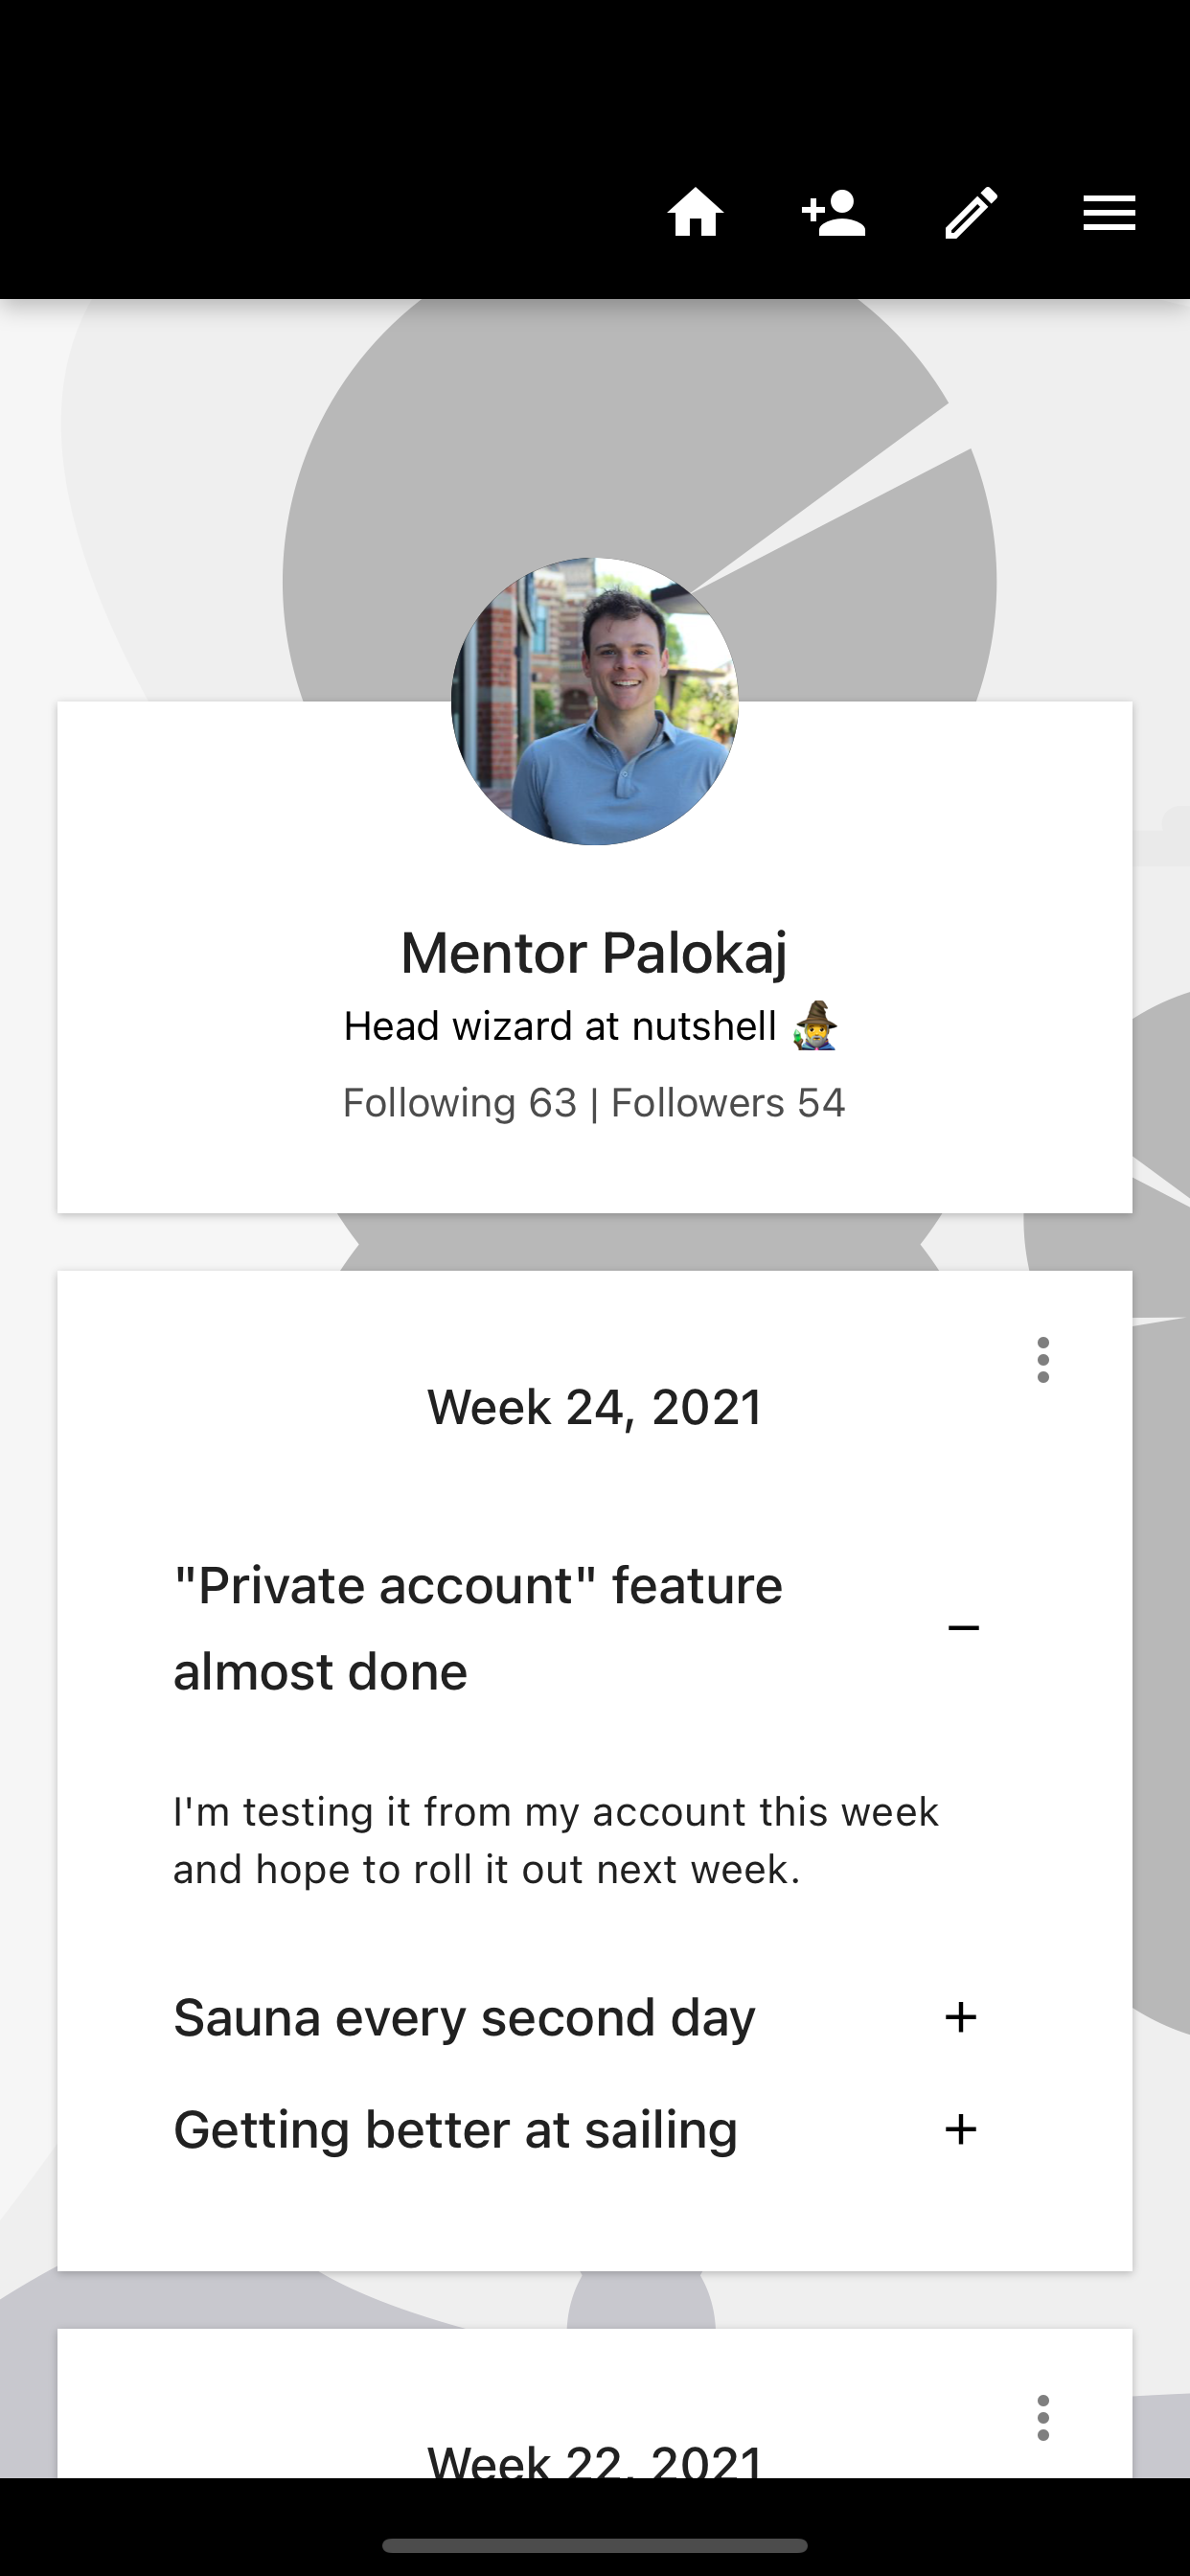 Mentor Palokaj
Head wizard at nutshell 🧙‍♂️
Following 63 | Followers 54
Week 24, 2021
"Private account" feature
almost done
I'm testing it from my account this week
and hope to roll it out next week.
Sauna every second day
Getting better at sailing
Week 22, 2021